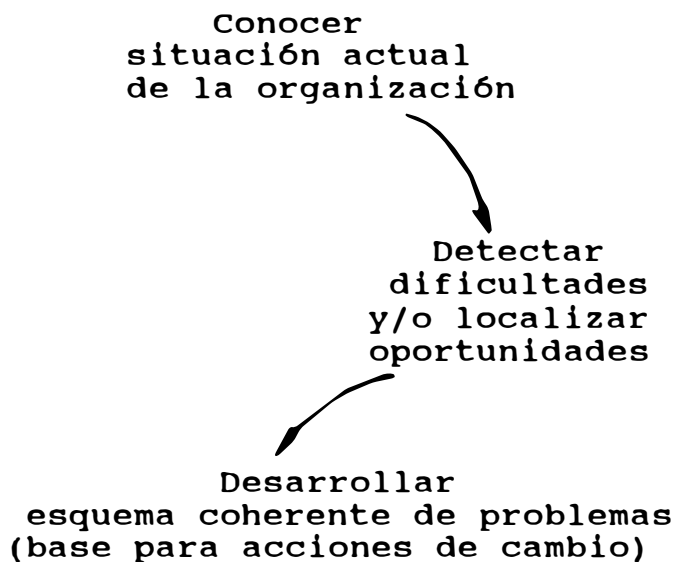 Conocer
situación actual
de la organización
Detectar
dificultades
y/o localizar
oportunidades
Desarrollar
esquema coherente de problemas
(base para acciones de cambio)